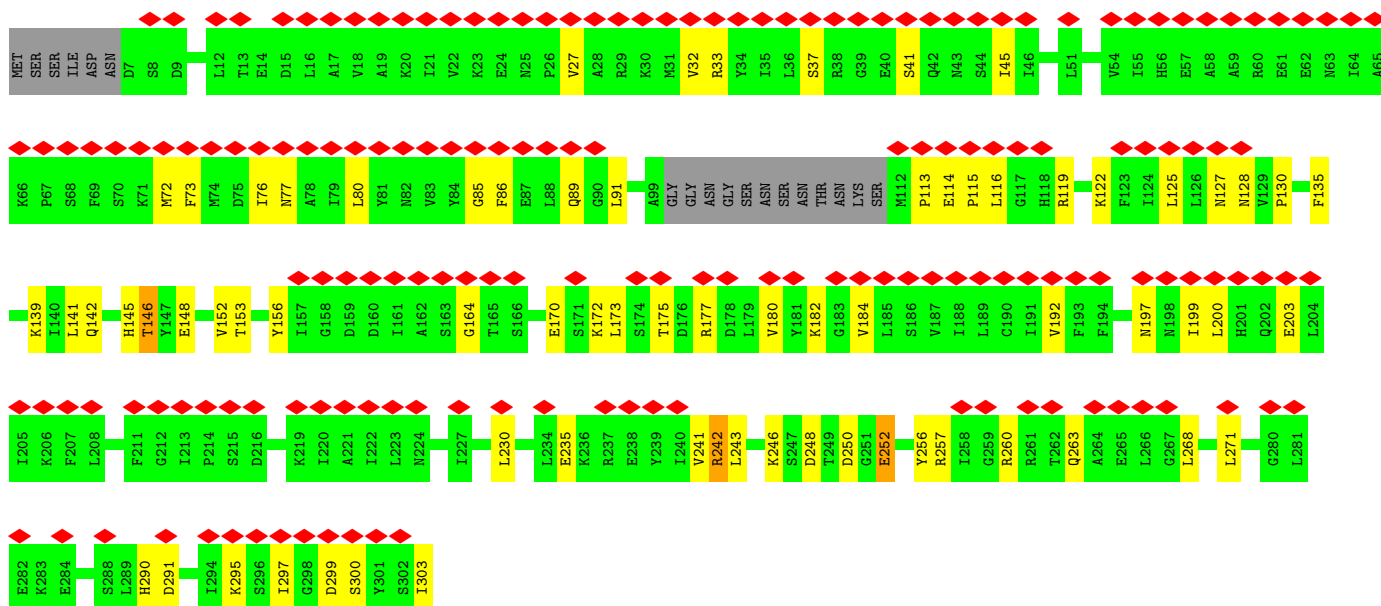 MET SER SER ILE ASP ASN D7 S8 D9 L12 T13 E14 D15 L16 A17 V18 A19 K20 I21 V22 K23 E24 N25 P26 V27 A28 R29 K30 M31 V32 R33 Y34 I35 L36 S37 R38 G39 E40 S41 Q42 N43 S44 I45 I46 L51 V54 I55 H56 E57 A58 A59 R60 E61 E62 N63 I64 A65
K66 P67 S68 F69 S70 K71 M72 F73 M74 D75 I76 N77 A78 I79 L80 Y81 N82 V83 Y84 G85 F86 E87 L88 Q89 G90 L91 A99 GLY GLY ASN GLY SER ASN SER ASN THR ASN LYS SER M112 P113 E114 P115 L116 G117 H118 R119 K122 F123 I124 L125 L126 N127 N128 V129 P130 F135
K139 I140 L141 Q142 H145 T146 Y147 E148 V152 T153 Y156 I157 G158 D159 D160 I161 A162 S163 G164 T165 S166 E170 S171 K172 L173 S174 T175 D176 R177 D178 L179 V180 Y181 K182 G183 V184 L185 S186 V187 I188 L189 C190 I191 V192 F193 F194 N197 N198 I199 L200 H201 Q202 E203 L204
I205 K206 F207 L208 F211 G212 I213 P214 S215 D216 K219 I220 A221 I222 L223 N224 I227 L230 L234 E235 K236 R237 E238 Y239 I240 V241 R242 L243 K246 S247 D248 T249 D250 G251 E252 Y256 R257 I258 G259 R260 R261 T262 Q263 A264 E265 L266 G267 L268 L271 G280 L281
E282 K283 E284 S288 L289 H290 D291 I294 K295 S296 I297 G298 D299 S300 Y301 S302 I303